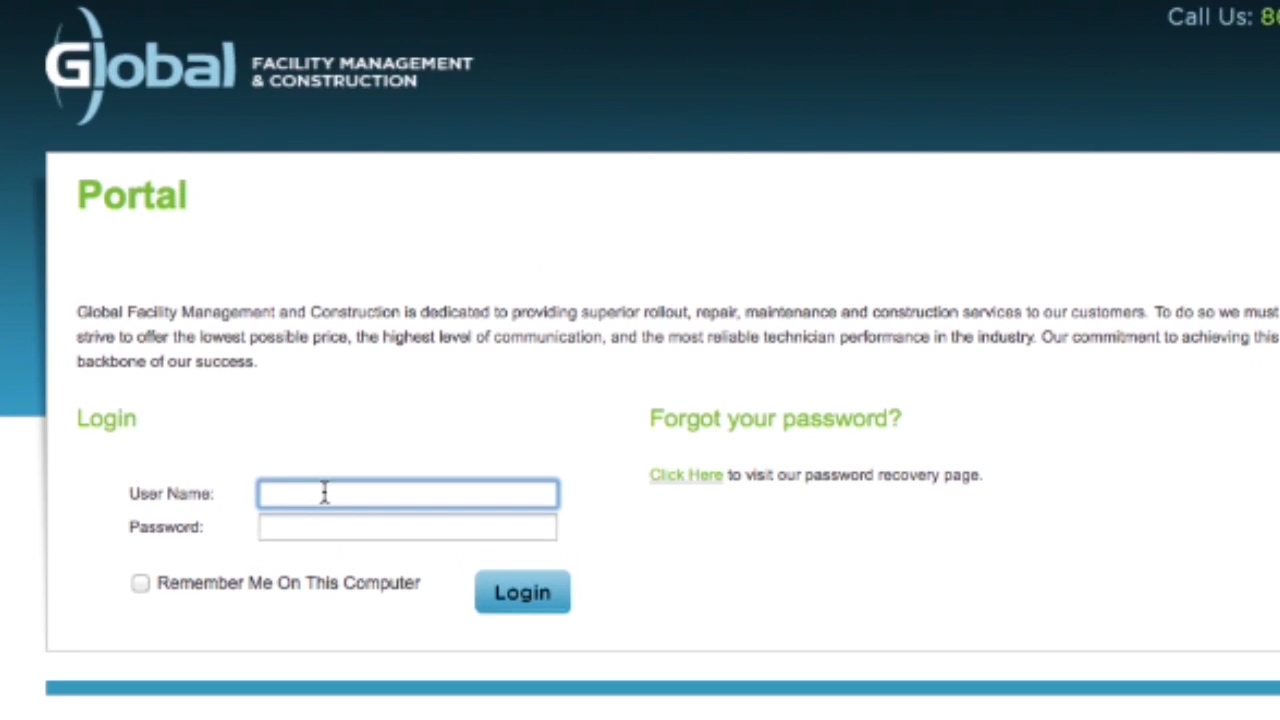 Call Us: 8
Global FACILITY MANAGEMENT
& CONSTRUCTION
Portal
Global Facility Management and Construction is dedicated to providing superior rollout, repair, maintenance and construction services to our customers. To do so we must
strive to offer the lowest possible price, the highest level of communication, and the most reliable technician performance in the industry. Our commitment to achieving this
backbone of our success.
Login
Forgot your password?
Click Here to visit our password recovery page.
User Name:
Password:
Remember Me On This Computer
Login